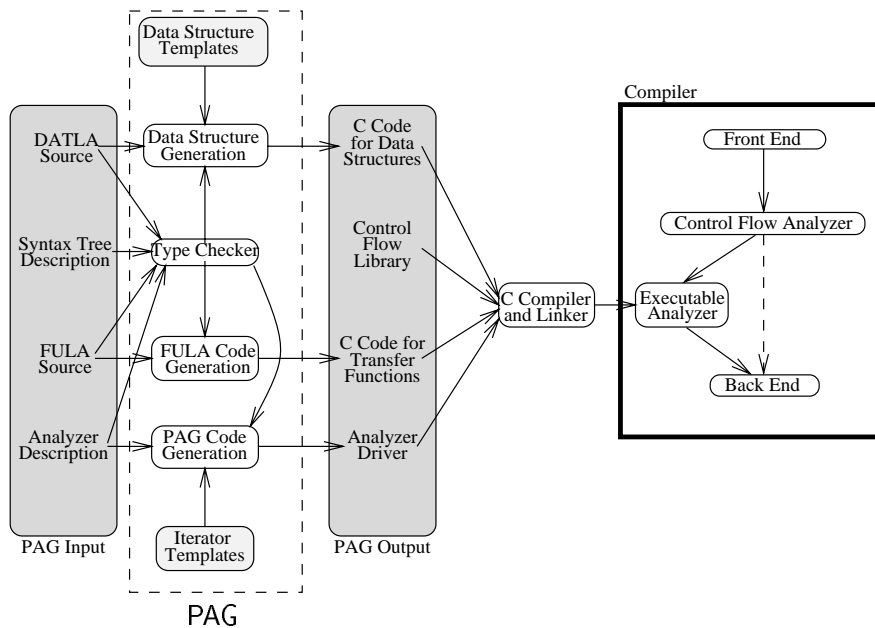 Data Structure
Templates
DATLA
Source
Syntax Tree
Description
FULA
Source
Analyzer
Description
PAG Input
Data Structure
Generation
Type Checker
FULA Code
Generation
PAG Code
Generation
Iterator
Templates
PAG
C Code
for Data
Structures
Control
Flow
Library
C Code for
Transfer
Functions
Analyzer
Driver
PAG Output
C Compiler
and Linker
Compiler
Front End
Control Flow Analyzer
Executable
Analyzer
Back End